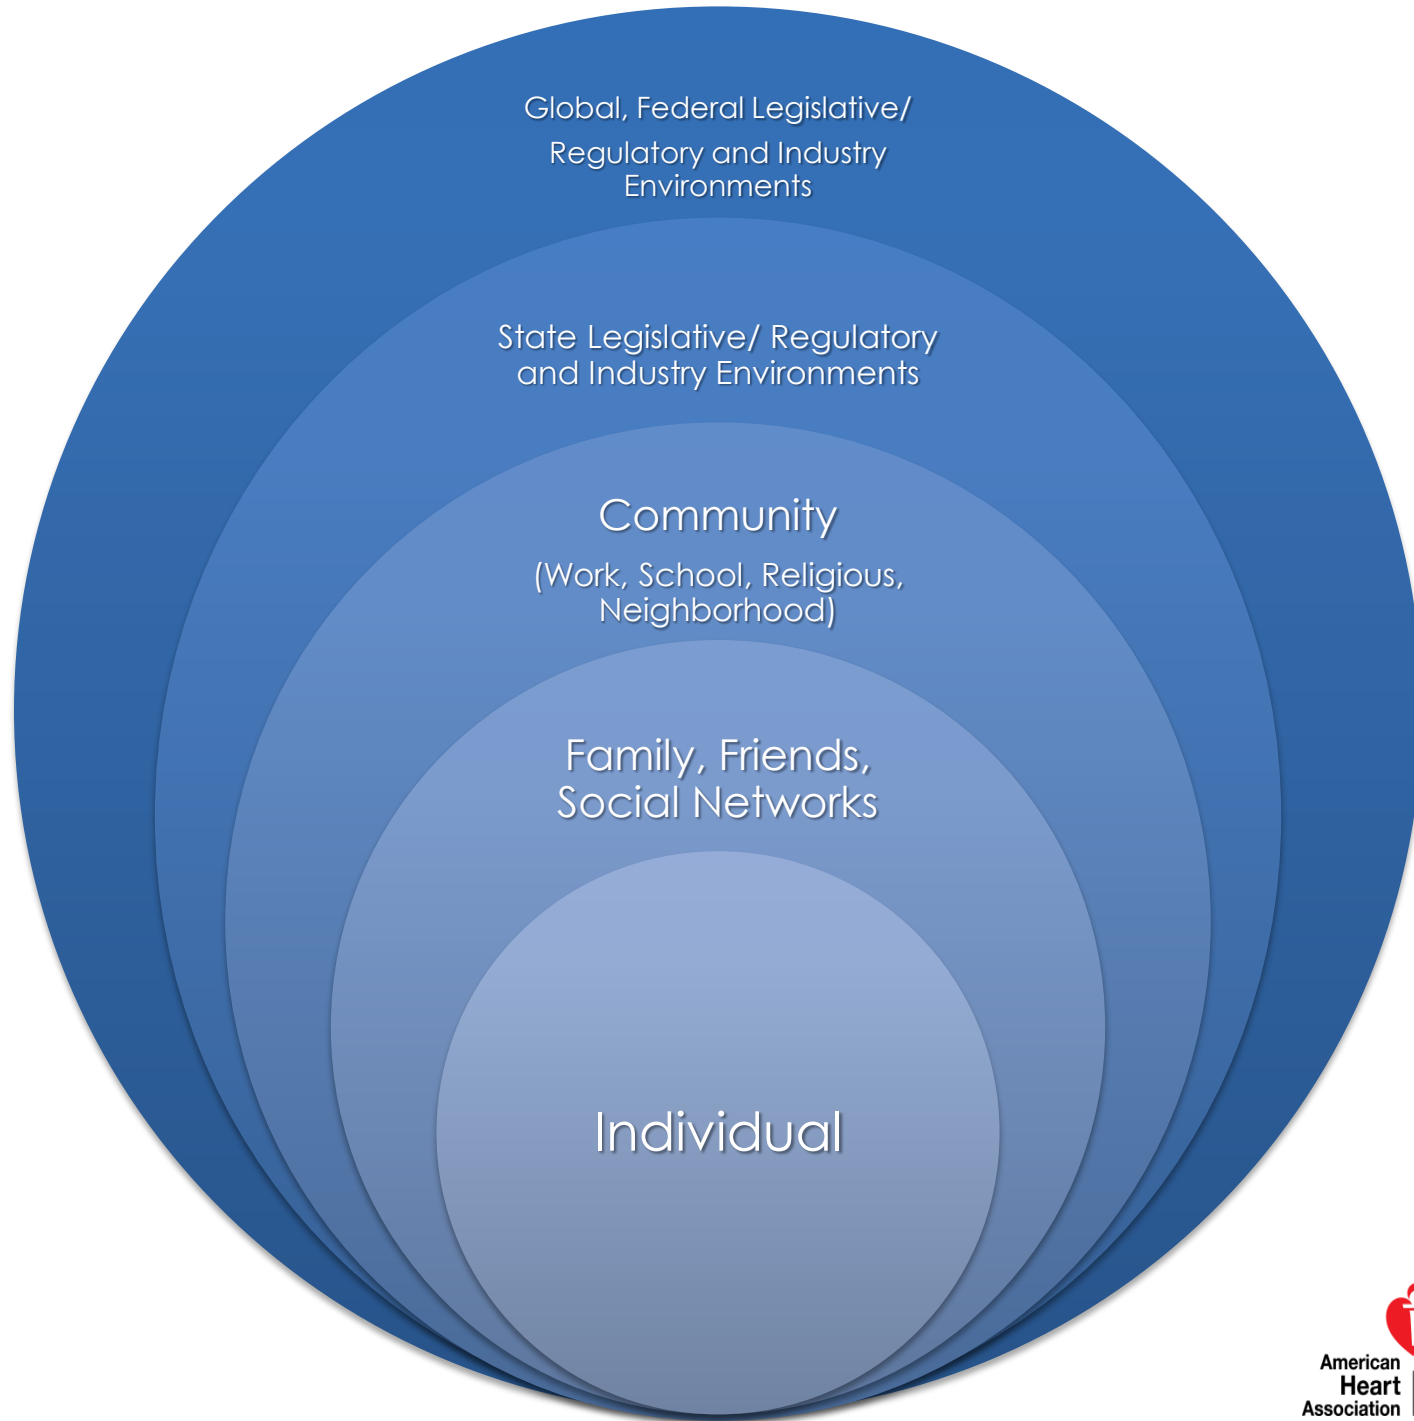 Global, Federal Legislative/
Regulatory and Industry
Environments
State Legislative/ Regulatory
and Industry Environments
Community
(Work, School, Religious,
Neighborhood)
Family, Friends,
Social Networks
Individual
American
Heart
Association